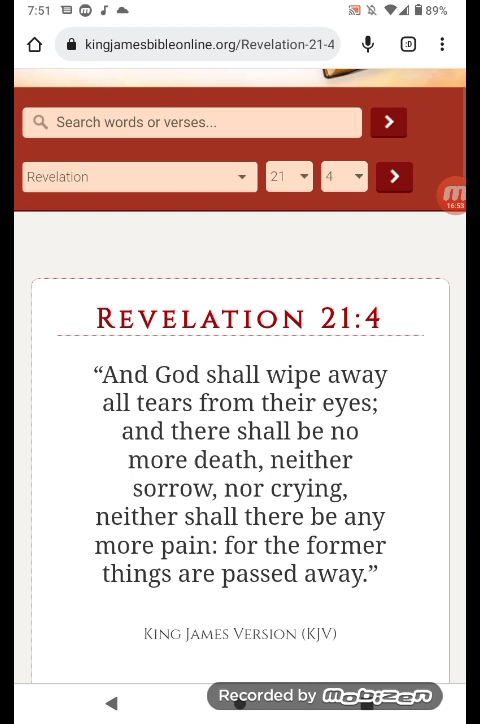 7:51
89%
kingjamesbibleonline.org/Revelation-21-4
:D
Search words or verses...
Revelation
21
4
16:53
REVELATION 21:4
“And God shall wipe away
all tears from their eyes;
and there shall be no
more death, neither
sorrow, nor crying,
neither shall there be any
more pain: for the former
things are passed away.”
KING JAMES VERSION (KJV)
Recorded by mobizen